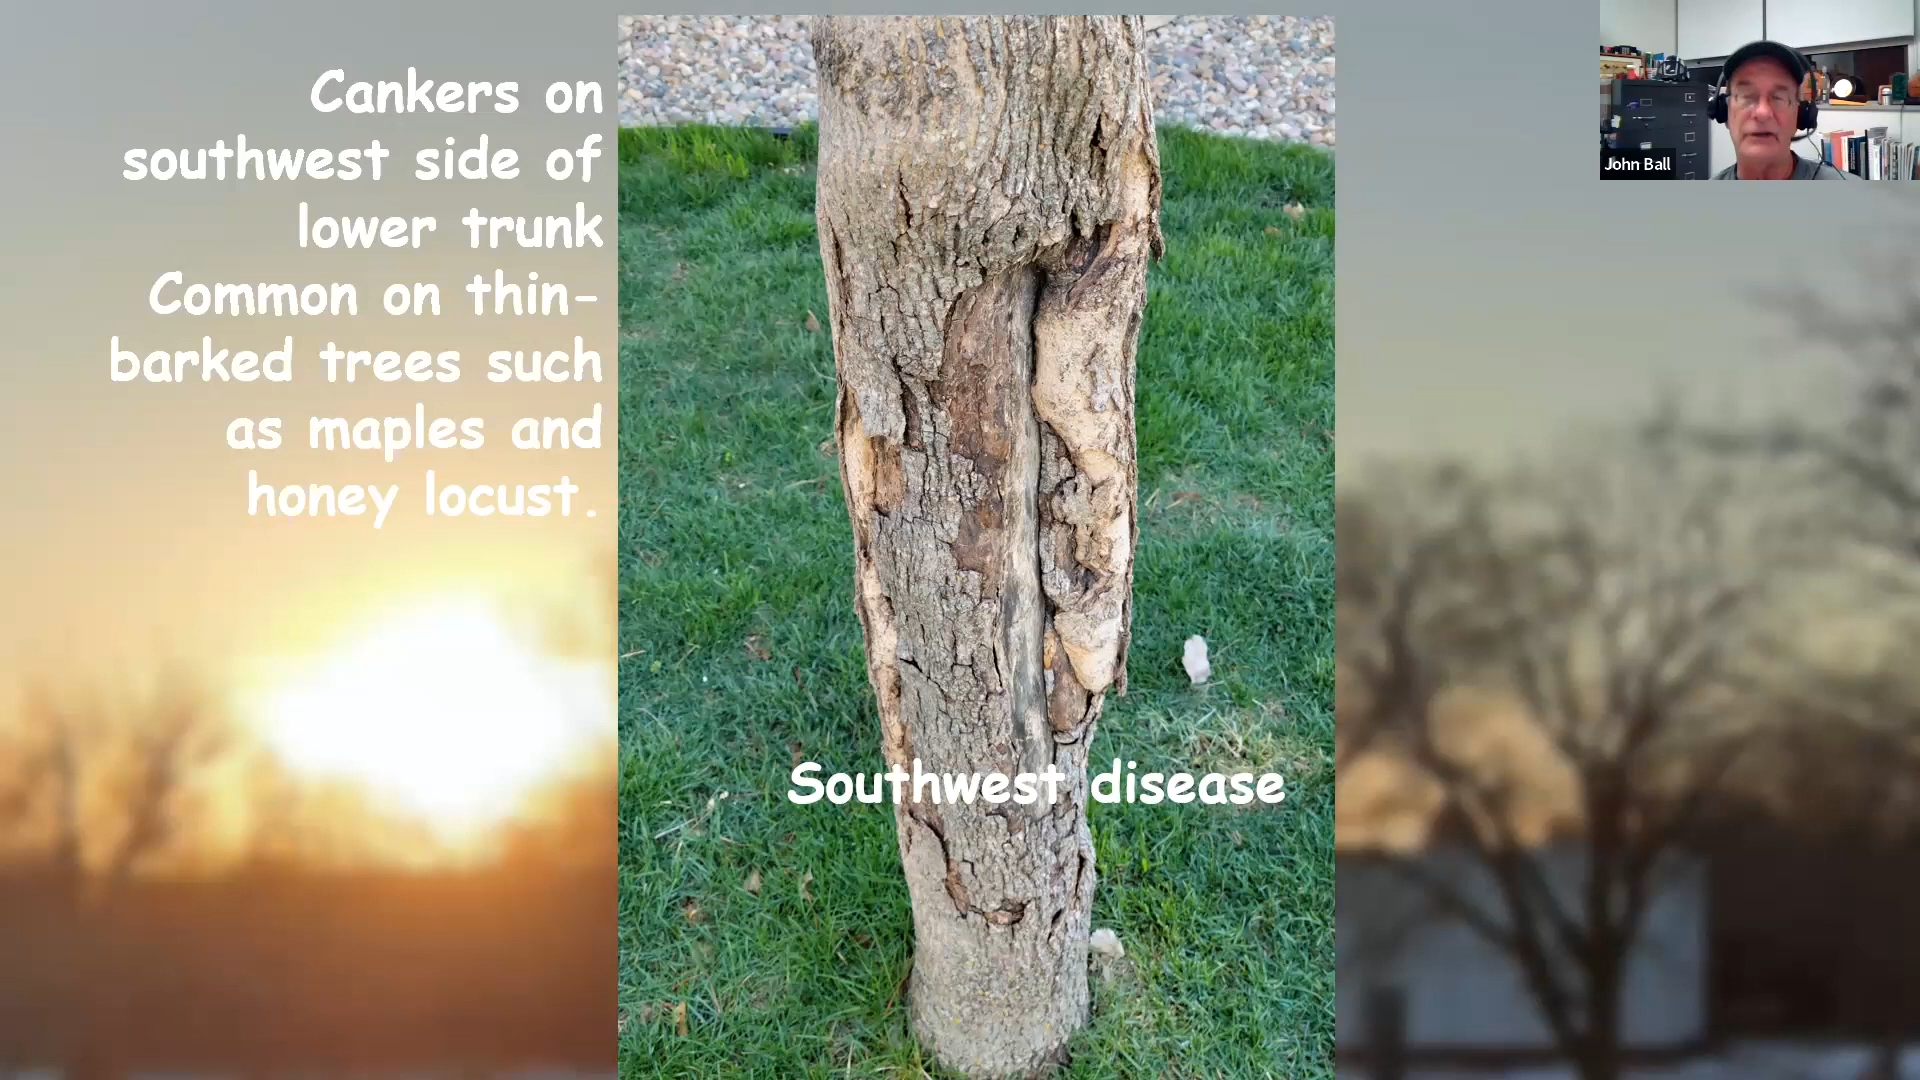 Cankers on
southwest side of
lower trunk
Common on thin-
barked trees such
as maples and
honey locust.
Southwest disease
John Ball